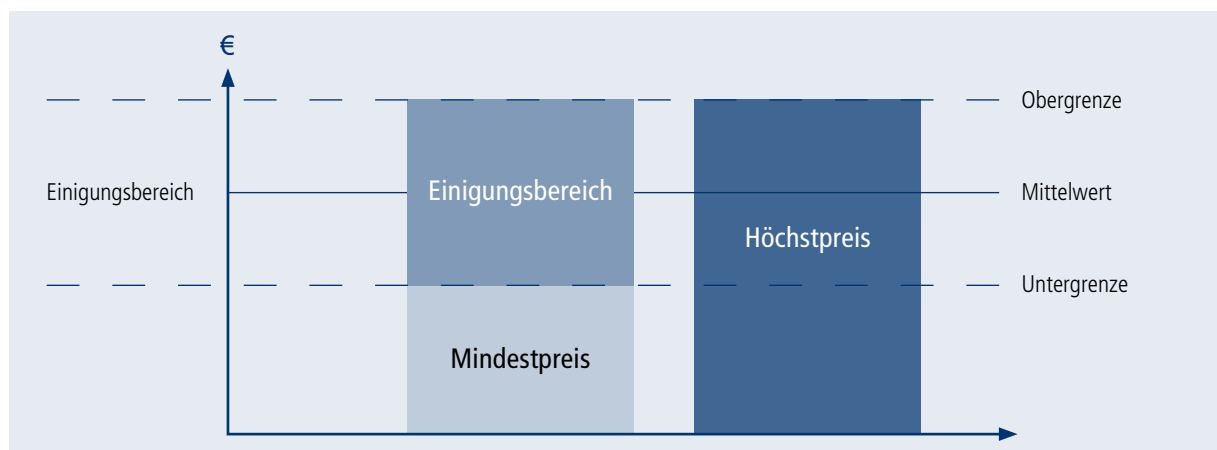 €
Obergrenze
Einigungsbereich
Einigungsbereich
Mittelwert
Höchstpreis
Untergrenze
Mindestpreis